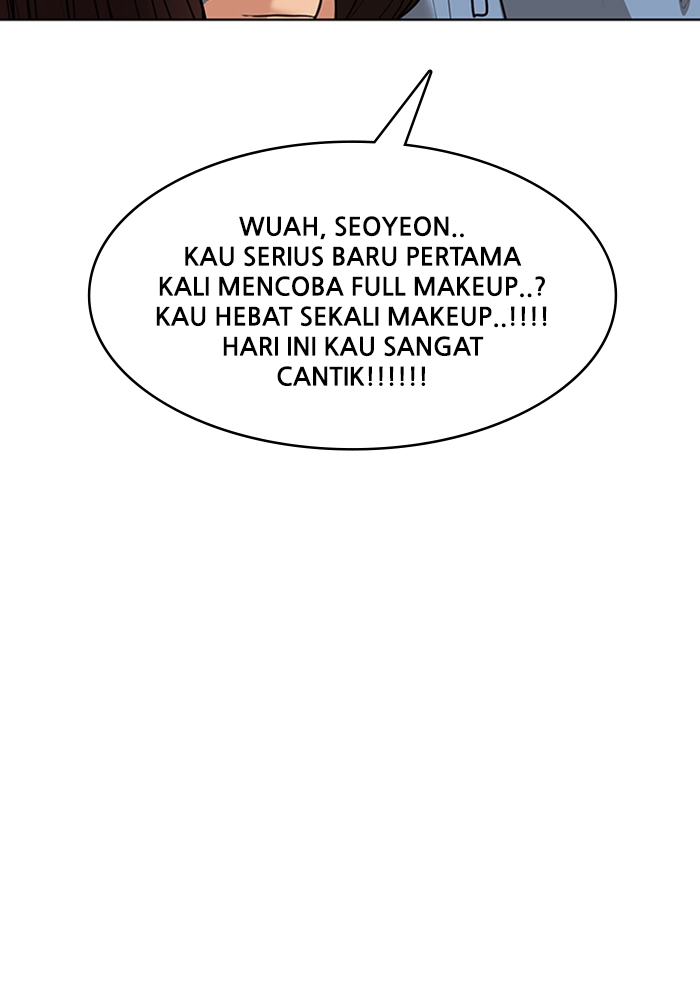 WUAH, SEOYEON..
KAU SERIUS BARU PERTAMA
KALI MENCOBA FULL MAKEUP..?
KAU HEBAT SEKALI MAKEUP..!!!!
HARI INI KAU SANGAT
CANTIK!!!!!!